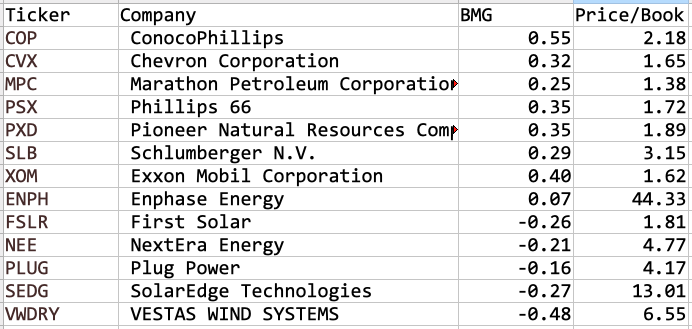 Ticker Company BMG Price/Book
COP ConocoPhillips 0.55 2.18
CVX Chevron Corporation 0.32 1.65
MPC Marathon Petroleum Corporation 0.25 1.38
PSX Phillips 66 0.35 1.72
PXD Pioneer Natural Resources Comp 0.35 1.89
SLB Schlumberger N.V. 0.29 3.15
XOM Exxon Mobil Corporation 0.40 1.62
ENPH Enphase Energy 0.07 44.33
FSLR First Solar -0.26 1.81
NEE NextEra Energy -0.21 4.77
PLUG Plug Power -0.16 4.17
SEDG SolarEdge Technologies -0.27 13.01
VWDRY VESTAS WIND SYSTEMS -0.48 6.55